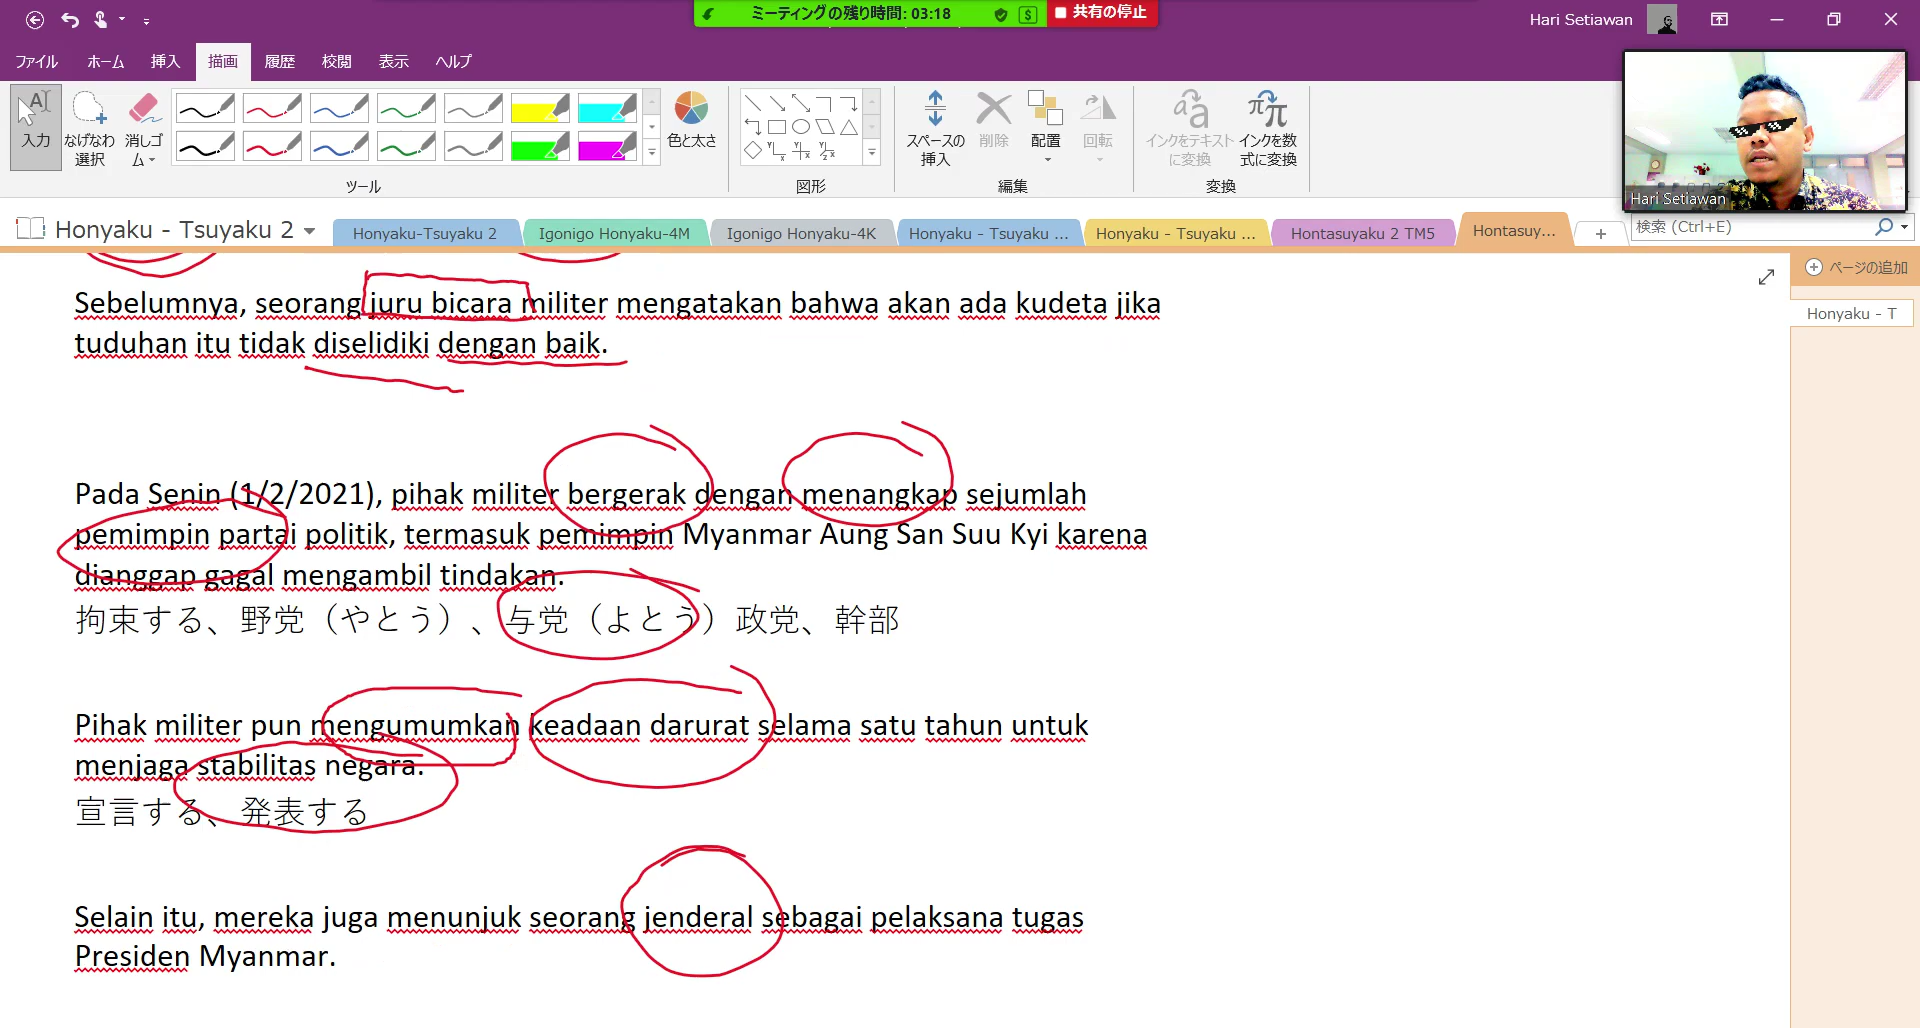 ミーティングの残り時間: 03:18
$
共有の停止
Hari Setiawan
ファイル ホーム 挿入 描画 履歴 校閲 表示 ヘルプ
入力
なげなわ選択
消しゴム
色と太さ
スペースの挿入
削除
配置
回転
インクをテキストに変換
インクを数式に変換
ツール
図形
編集
変換
Hari Setiawan
Honyaku - Tsuyaku 2
Honyaku-Tsuyaku 2
Igonigo Honyaku-4M
Igonigo Honyaku-4K
Honyaku - Tsuyaku ...
Honyaku - Tsuyaku ...
Hontasuyaku 2 TM5
Hontasuy...
検索 (Ctrl+E)
ページの追加
Honyaku - T
Sebelumnya, seorang juru bicara militer mengatakan bahwa akan ada kudeta jika
tuduhan itu tidak diselidiki dengan baik.
Pada Senin (1/2/2021), pihak militer bergerak dengan menangkap sejumlah
pemimpin partai politik, termasuk pemimpin Myanmar Aung San Suu Kyi karena
dianggap gagal mengambil tindakan.
拘束する、野党（やとう）、与党（よとう）政党、幹部
Pihak militer pun mengumumkan keadaan darurat selama satu tahun untuk
menjaga stabilitas negara.
宣言する、発表する
Selain itu, mereka juga menunjuk seorang jenderal sebagai pelaksana tugas
Presiden Myanmar.